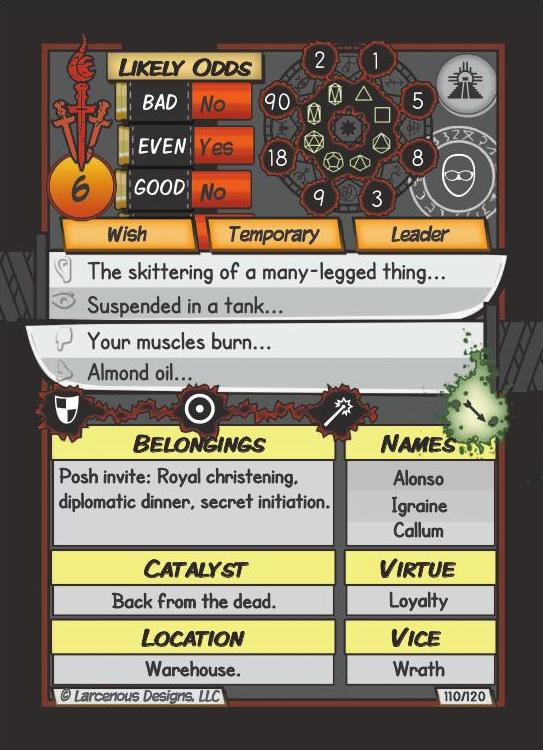 LIKELY ODDS
BAD No
EVEN Yes
GOOD No
6
2
1
90
5
18
8
9
3
Wish Temporary Leader
The skittering of a many-legged thing...
Suspended in a tank...
Your muscles burn...
Almond oil...
BELONGINGS
Posh invite: Royal christening,
diplomatic dinner, secret initiation.
NAMES
Alonso
Igraine
Callum
CATALYST
Back from the dead.
VIRTUE
Loyalty
LOCATION
Warehouse.
VICE
Wrath
© Larcenous Designs, LLC
110/120